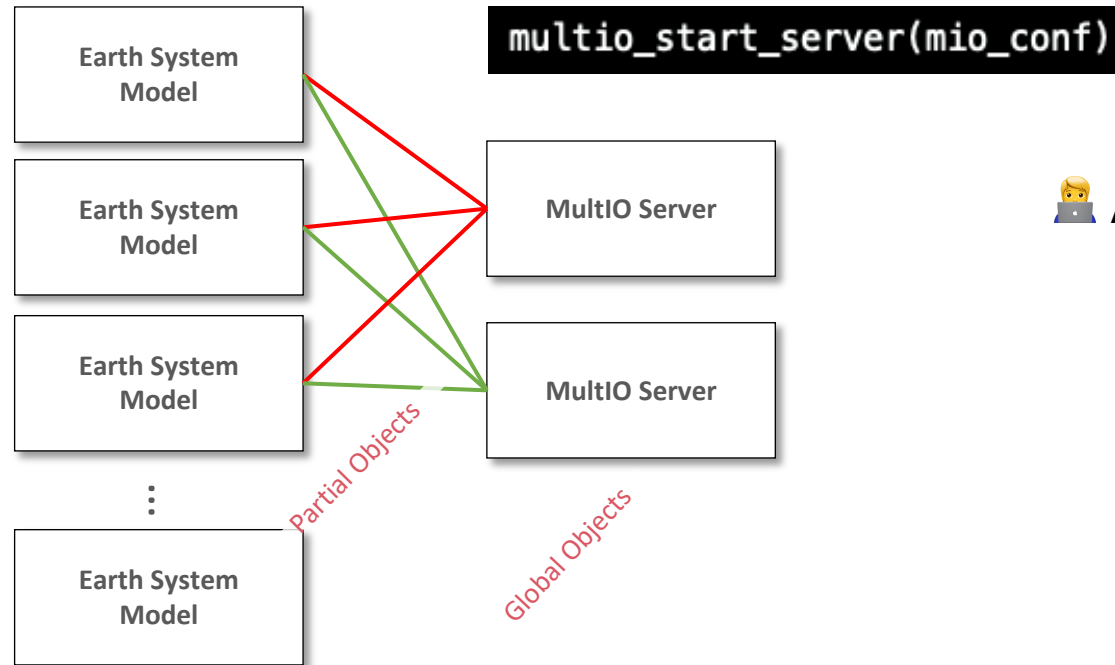 multio_start_server(mio_conf)
Earth System
Model
Earth System
Model
Earth System
Model
⋮
Earth System
Model
MultIO Server
MultIO Server
Partial Objects
Global Objects